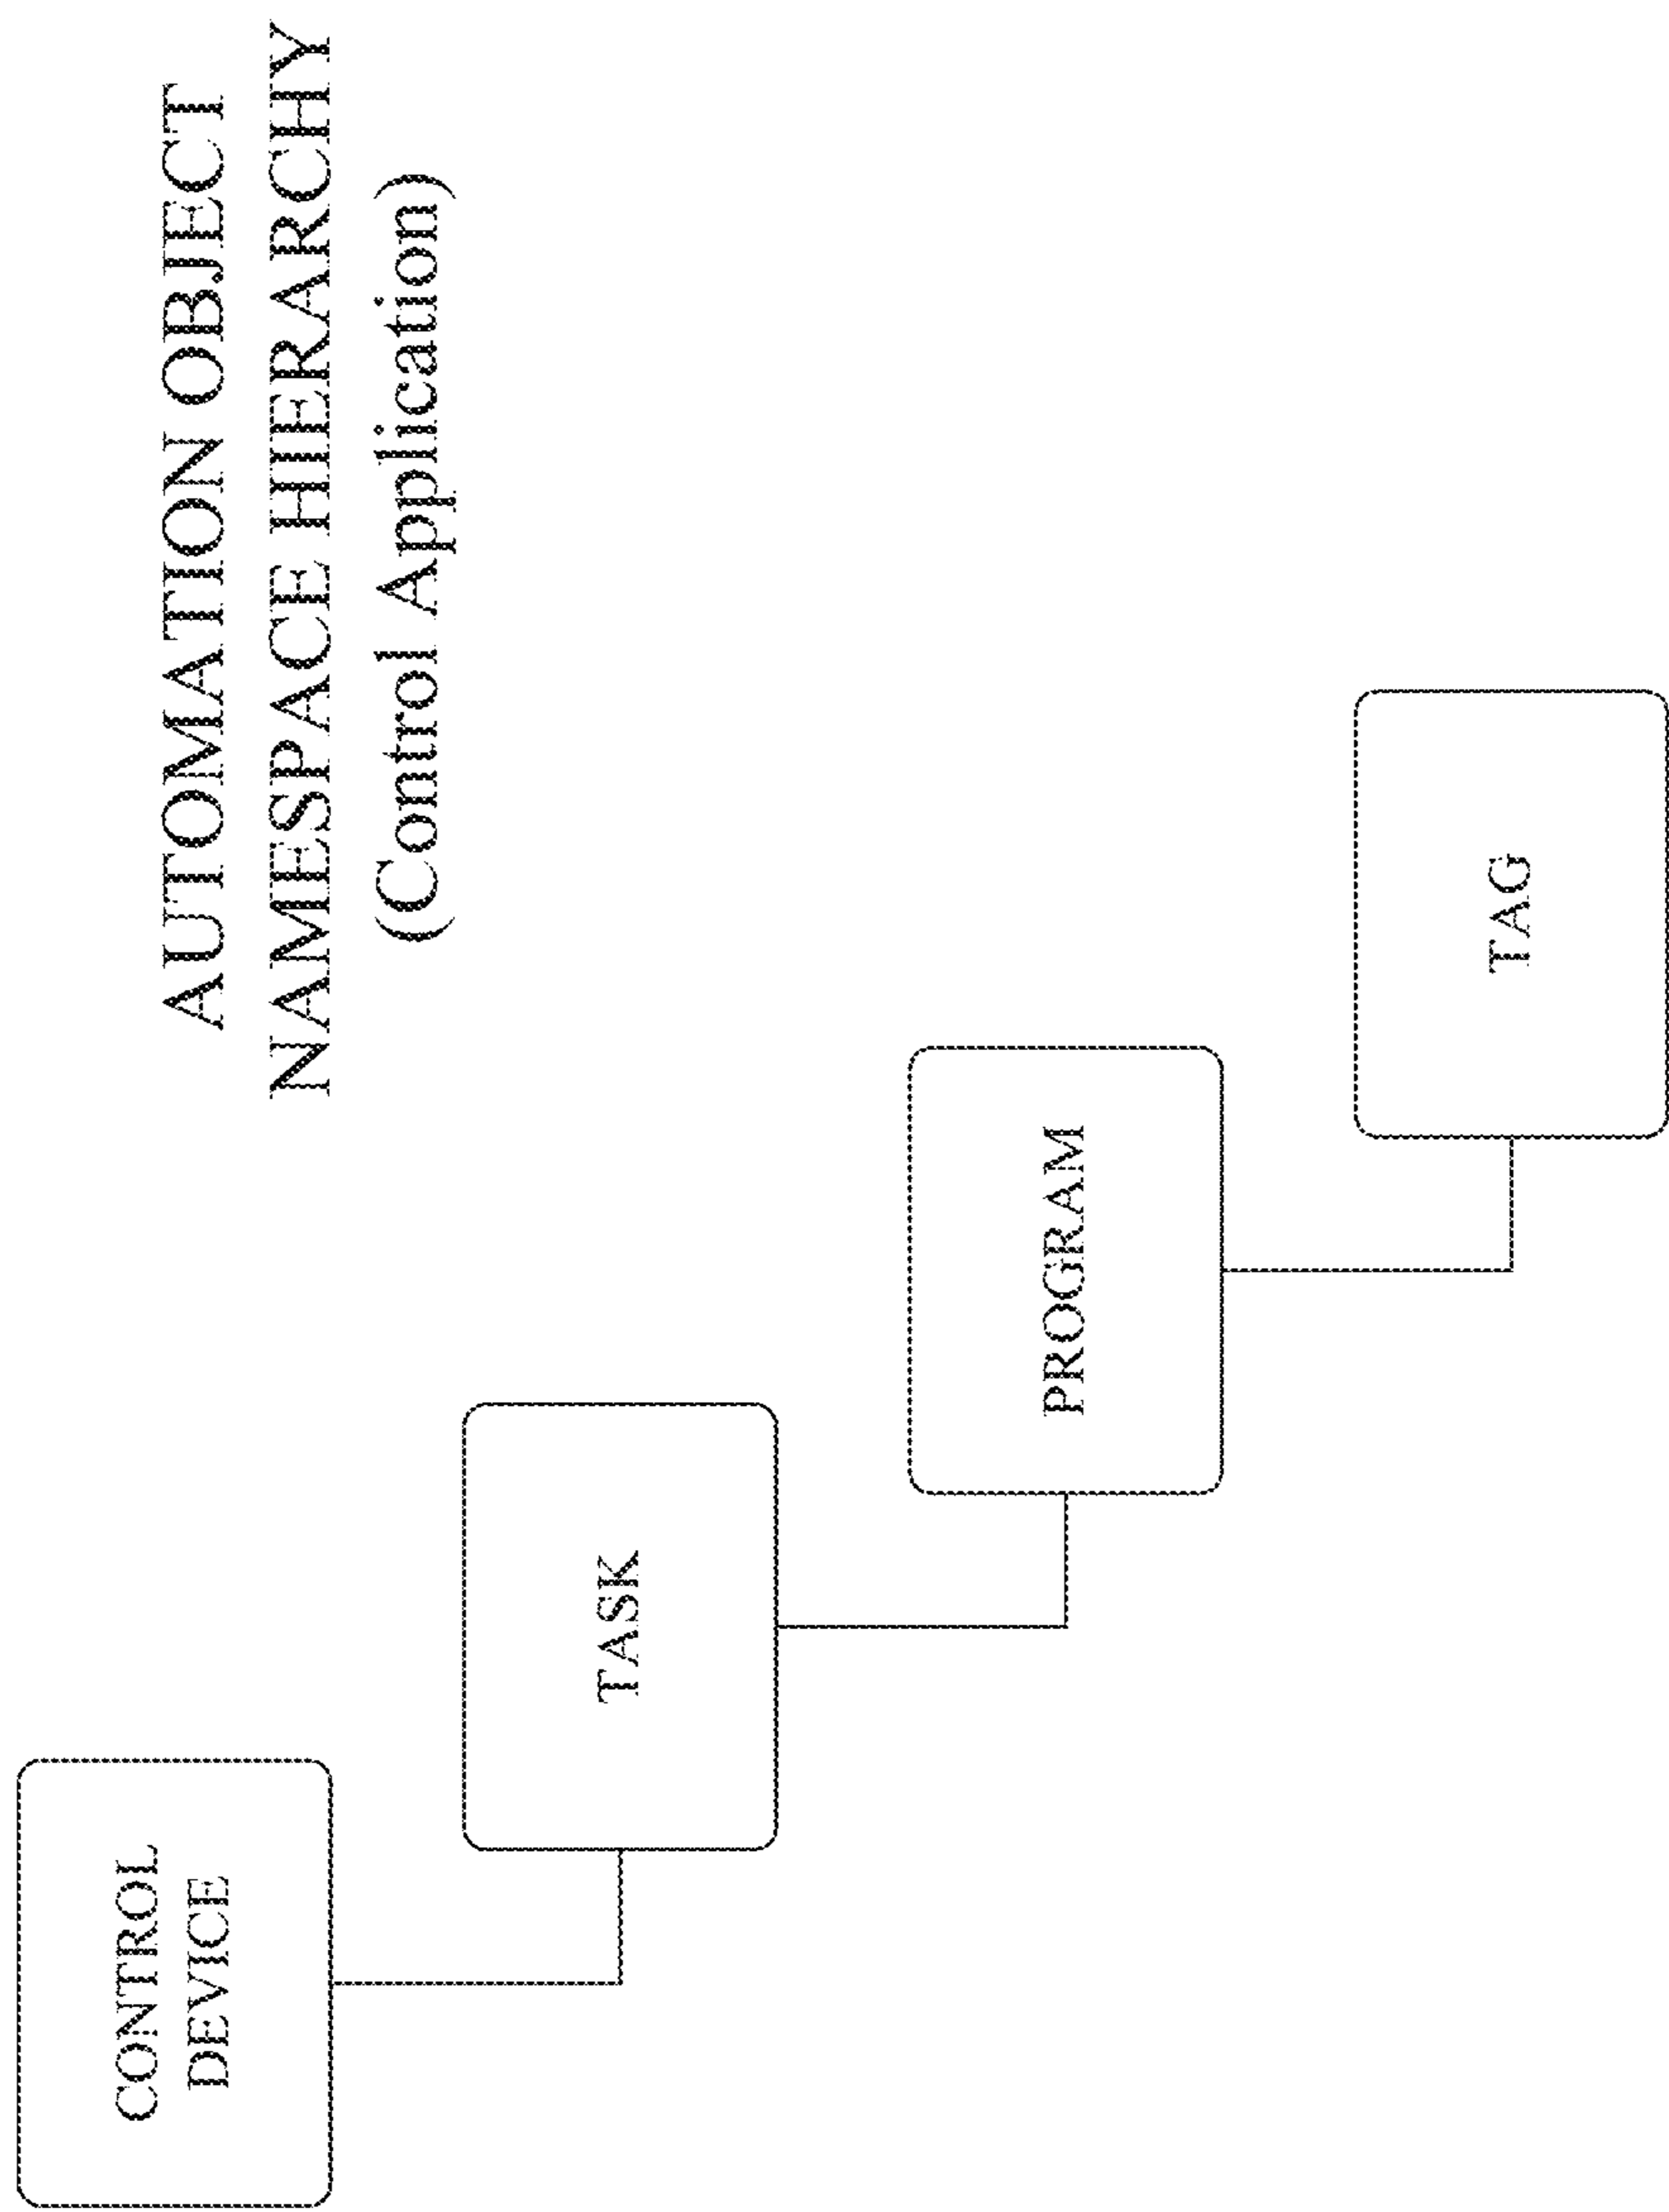 AUTOMATION OBJECT
NAMESPACE HIERARCHY
(Control Application)
CONTROL
DEVICE
TASK
PROGRAM
TAG